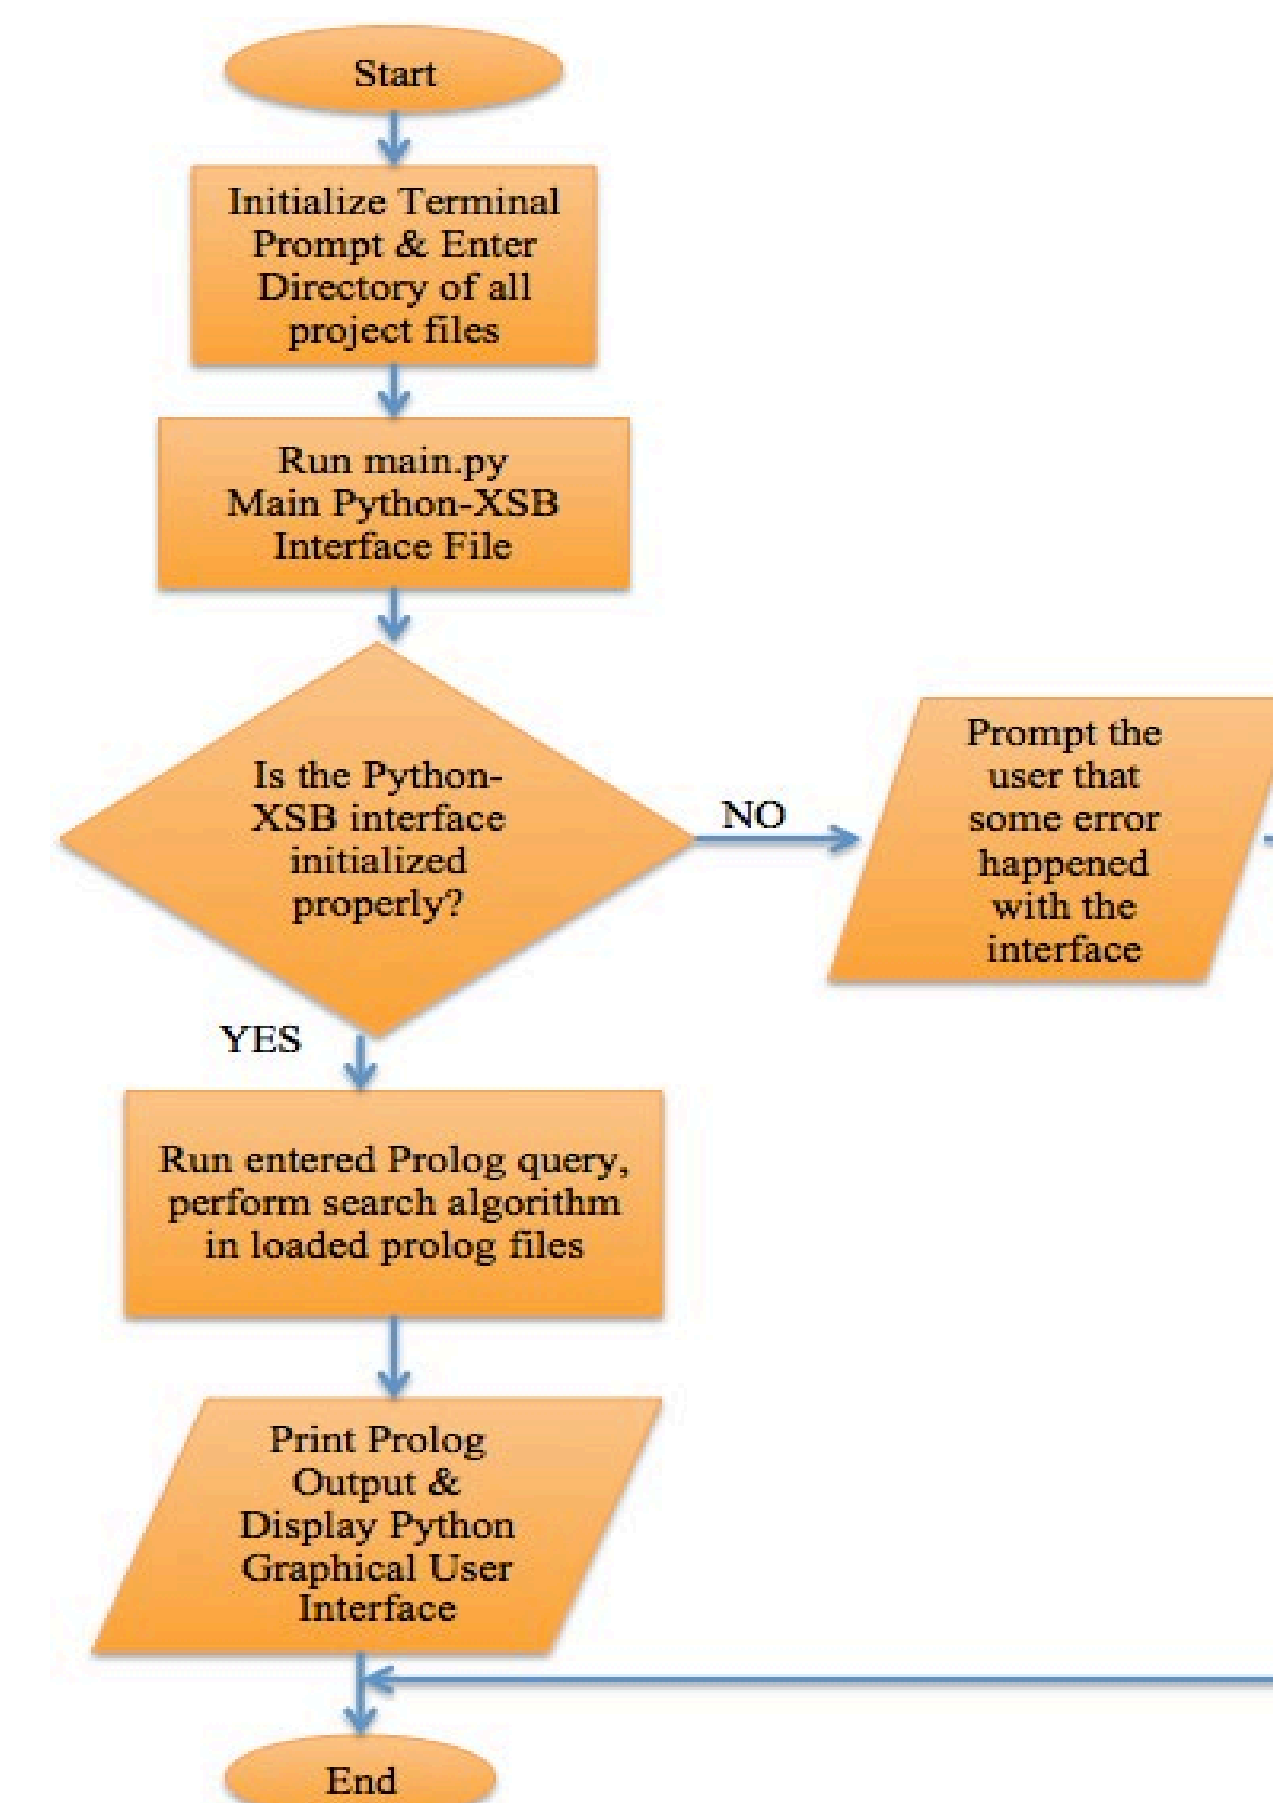 Start
Initialize Terminal
Prompt & Enter
Directory of all
project files
Run main.py
Main Python-XSB
Interface File
Is the Python-
XSB interface
initialized
properly?
NO
Prompt the
user that
some error
happened
with the
interface
YES
Run entered Prolog query,
perform search algorithm
in loaded prolog files
Print Prolog
Output &
Display Python
Graphical User
Interface
End